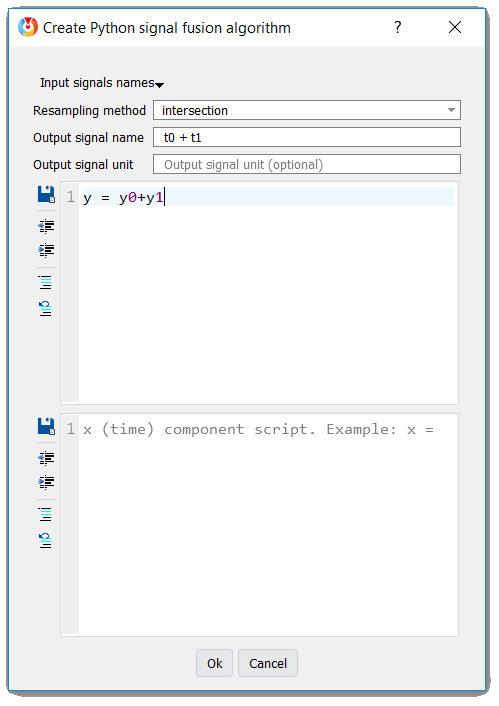 Create Python signal fusion algorithm ?
Input signals names
Resampling method intersection
Output signal name t0 + t1
Output signal unit Output signal unit (optional)
1 y = y0+y1
1 x (time) component script. Example: x =
Ok Cancel